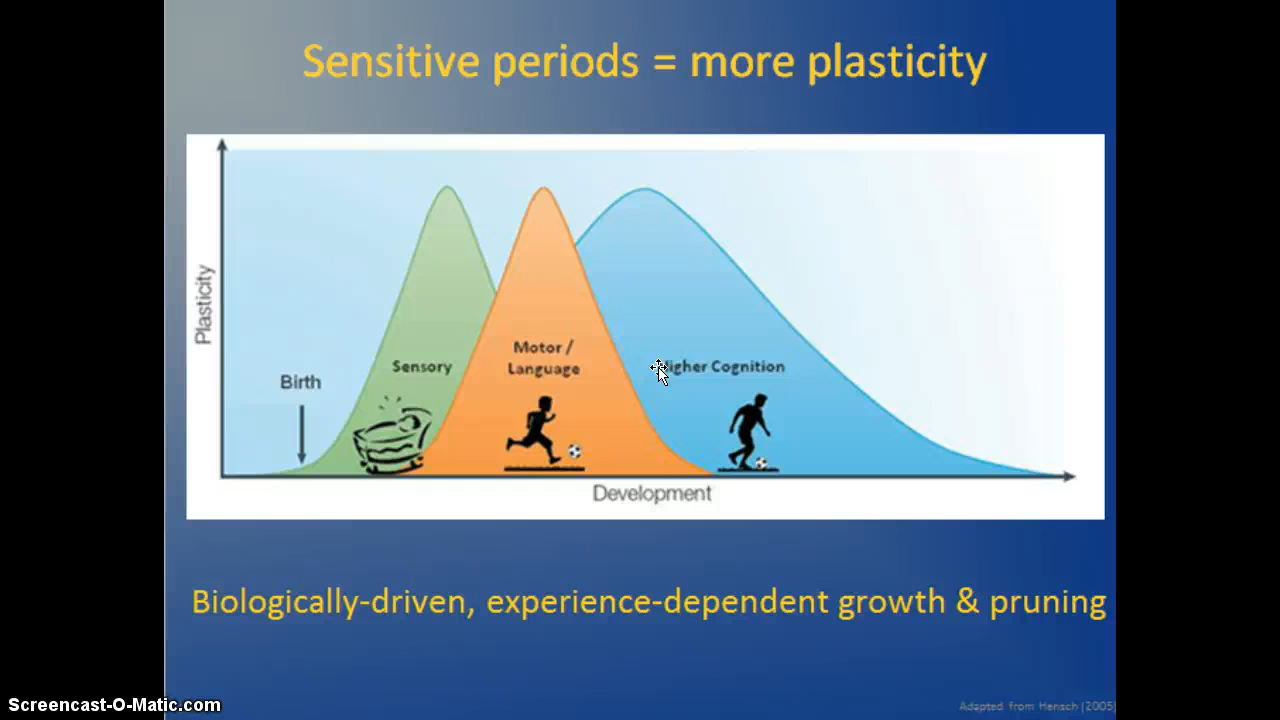 Sensitive periods = more plasticity
Plasticity
Birth
Sensory
Motor /
Language
Higher Cognition
Development
Biologically-driven, experience-dependent growth & pruning
Adapted from Hensch (2005)
Screencast-O-Matic.com